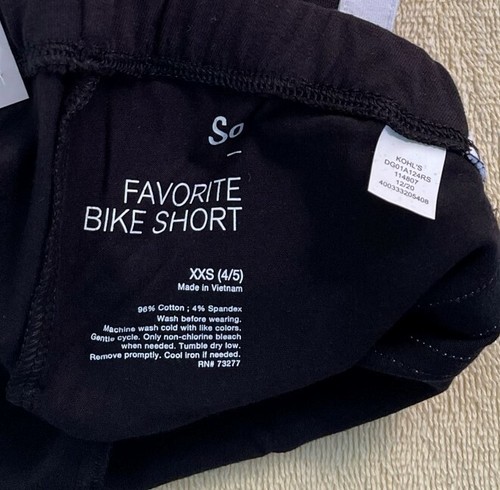 So
FAVORITE
BIKE SHORT
XXS (4/5)
Made in Vietnam
96% Cotton ; 4% Spandex
Wash before wearing.
Machine wash cold with like colors.
Gentle cycle. Only non-chlorine bleach
when needed. Tumble dry low.
Remove promptly. Cool iron if needed.
RN# 73277
KOHL'S
DG01A124RS
114807
12/20
400333205408